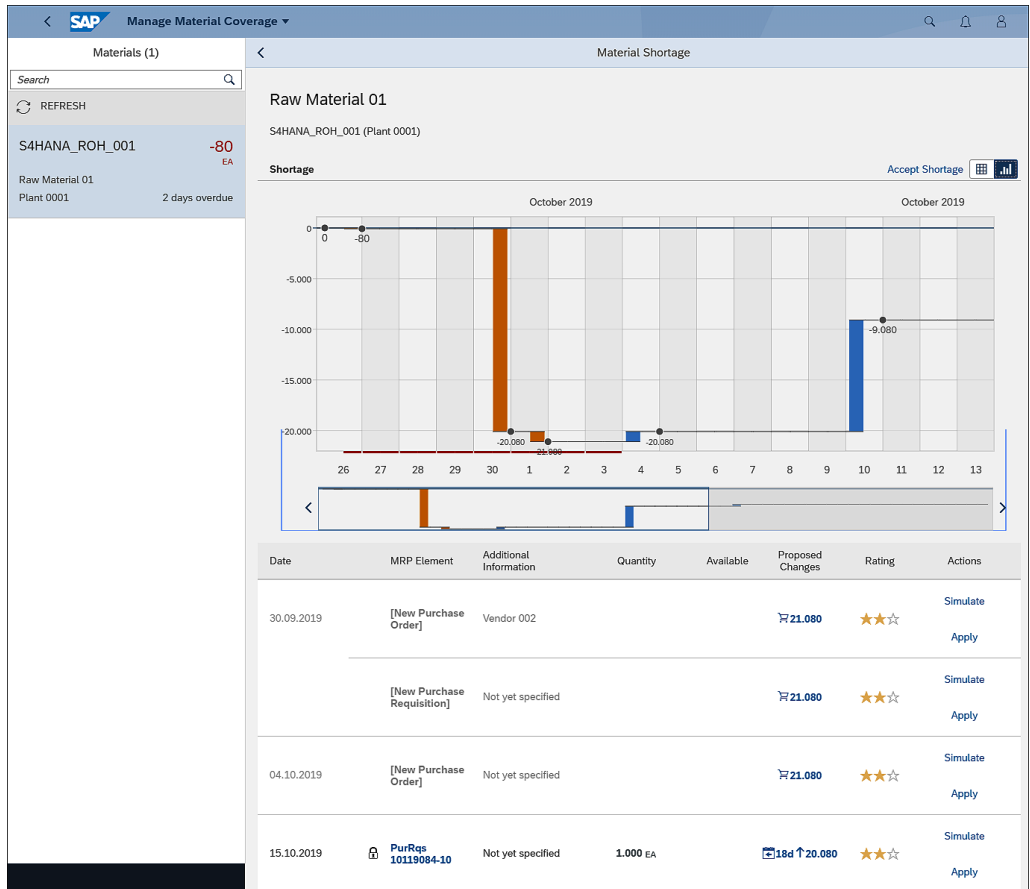 SAP Manage Material Coverage
Materials (1)
Search
REFRESH
S4HANA_ROH_001 -80
EA
Raw Material 01
Plant 0001 2 days overdue
Material Shortage
Raw Material 01
S4HANA_ROH_001 (Plant 0001)
Shortage Accept Shortage
October 2019 October 2019
0
0 -80
-5.000
-10.000
-9.080
-15.000
-20.000
-20.080 -20.080
26 27 28 29 30 1 2 3 4 5 6 7 8 9 10 11 12 13
Date MRP Element Additional Information Quantity Available Proposed Changes Rating Actions
30.09.2019 [New Purchase Order] Vendor 002 21.080 Simulate
Apply
[New Purchase Requisition] Not yet specified 21.080 Simulate
Apply
04.10.2019 [New Purchase Order] Not yet specified 21.080 Simulate
Apply
15.10.2019 PurRqs 10119084-10 Not yet specified 1.000 EA 18d 20.080 Simulate
Apply